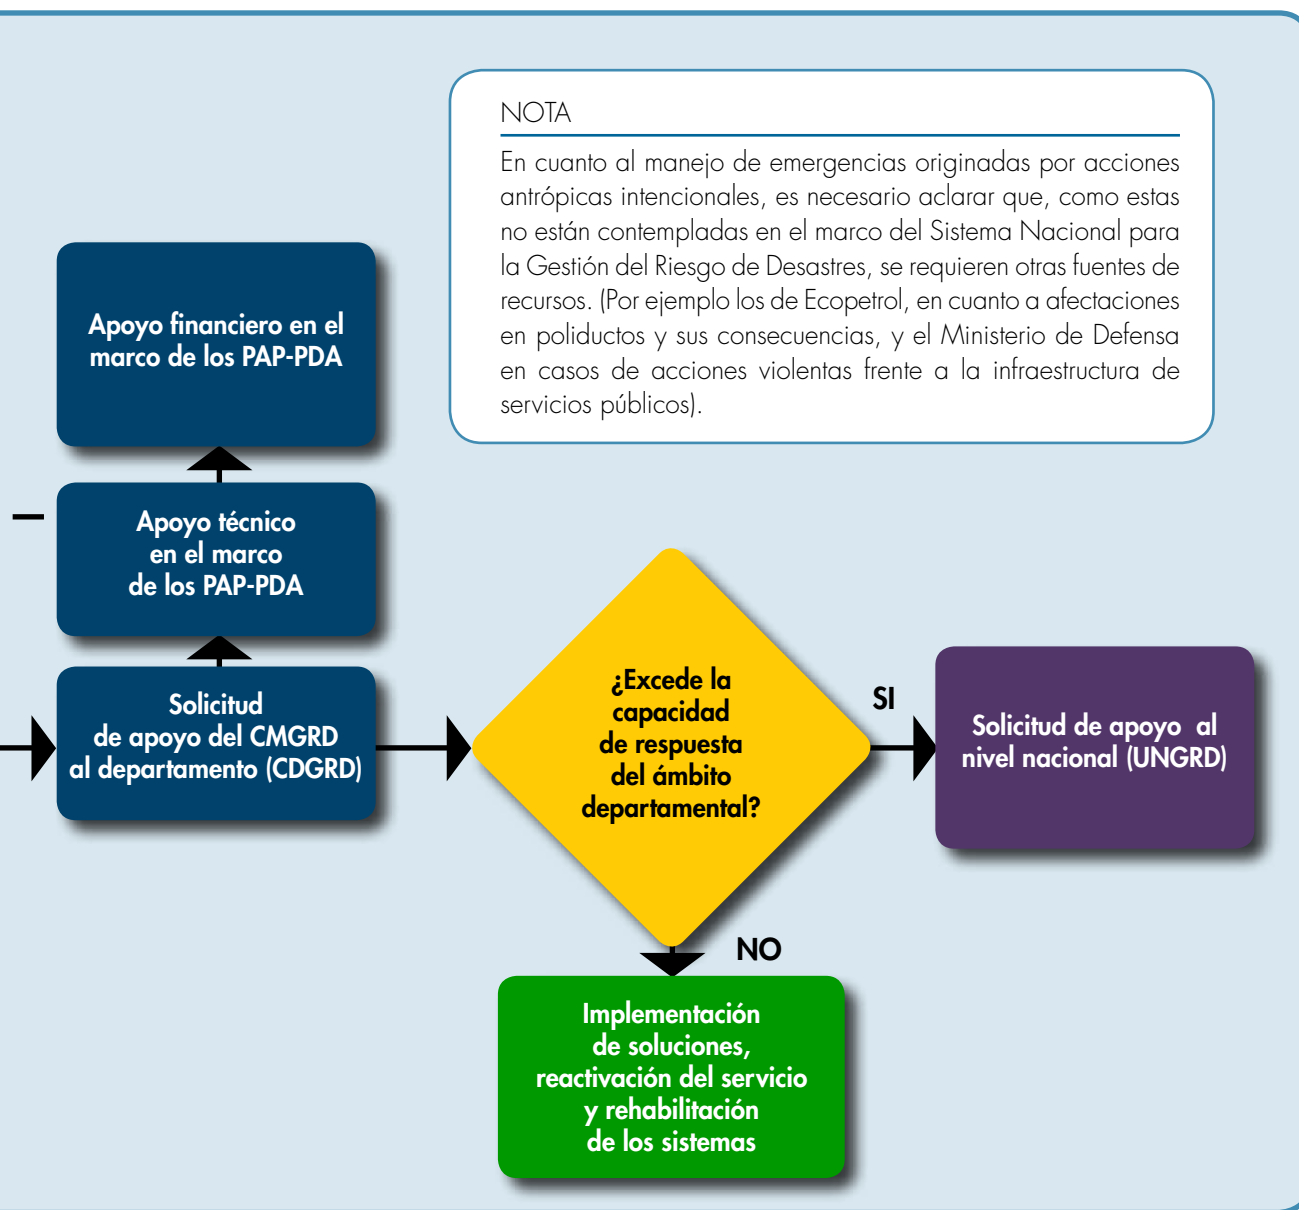 NOTA
En cuanto al manejo de emergencias originadas por acciones
antrópicas intencionales, es necesario aclarar que, como estas
no están contempladas en el marco del Sistema Nacional para
la Gestión del Riesgo de Desastres, se requieren otras fuentes de
recursos. (Por ejemplo los de Ecopetrol, en cuanto a afectaciones
en poliductos y sus consecuencias, y el Ministerio de Defensa
en casos de acciones violentas frente a la infraestructura de
servicios públicos).
Apoyo financiero en el
marco de los PAP-PDA
Apoyo técnico
en el marco
de los PAP-PDA
Solicitud
de apoyo del CMGRD
al departamento (CDGRD)
¿Excede la
capacidad
de respuesta
del ámbito
departamental?
SI
Solicitud de apoyo al
nivel nacional (UNGRD)
NO
Implementación
de soluciones,
reactivación del servicio
y rehabilitación
de los sistemas